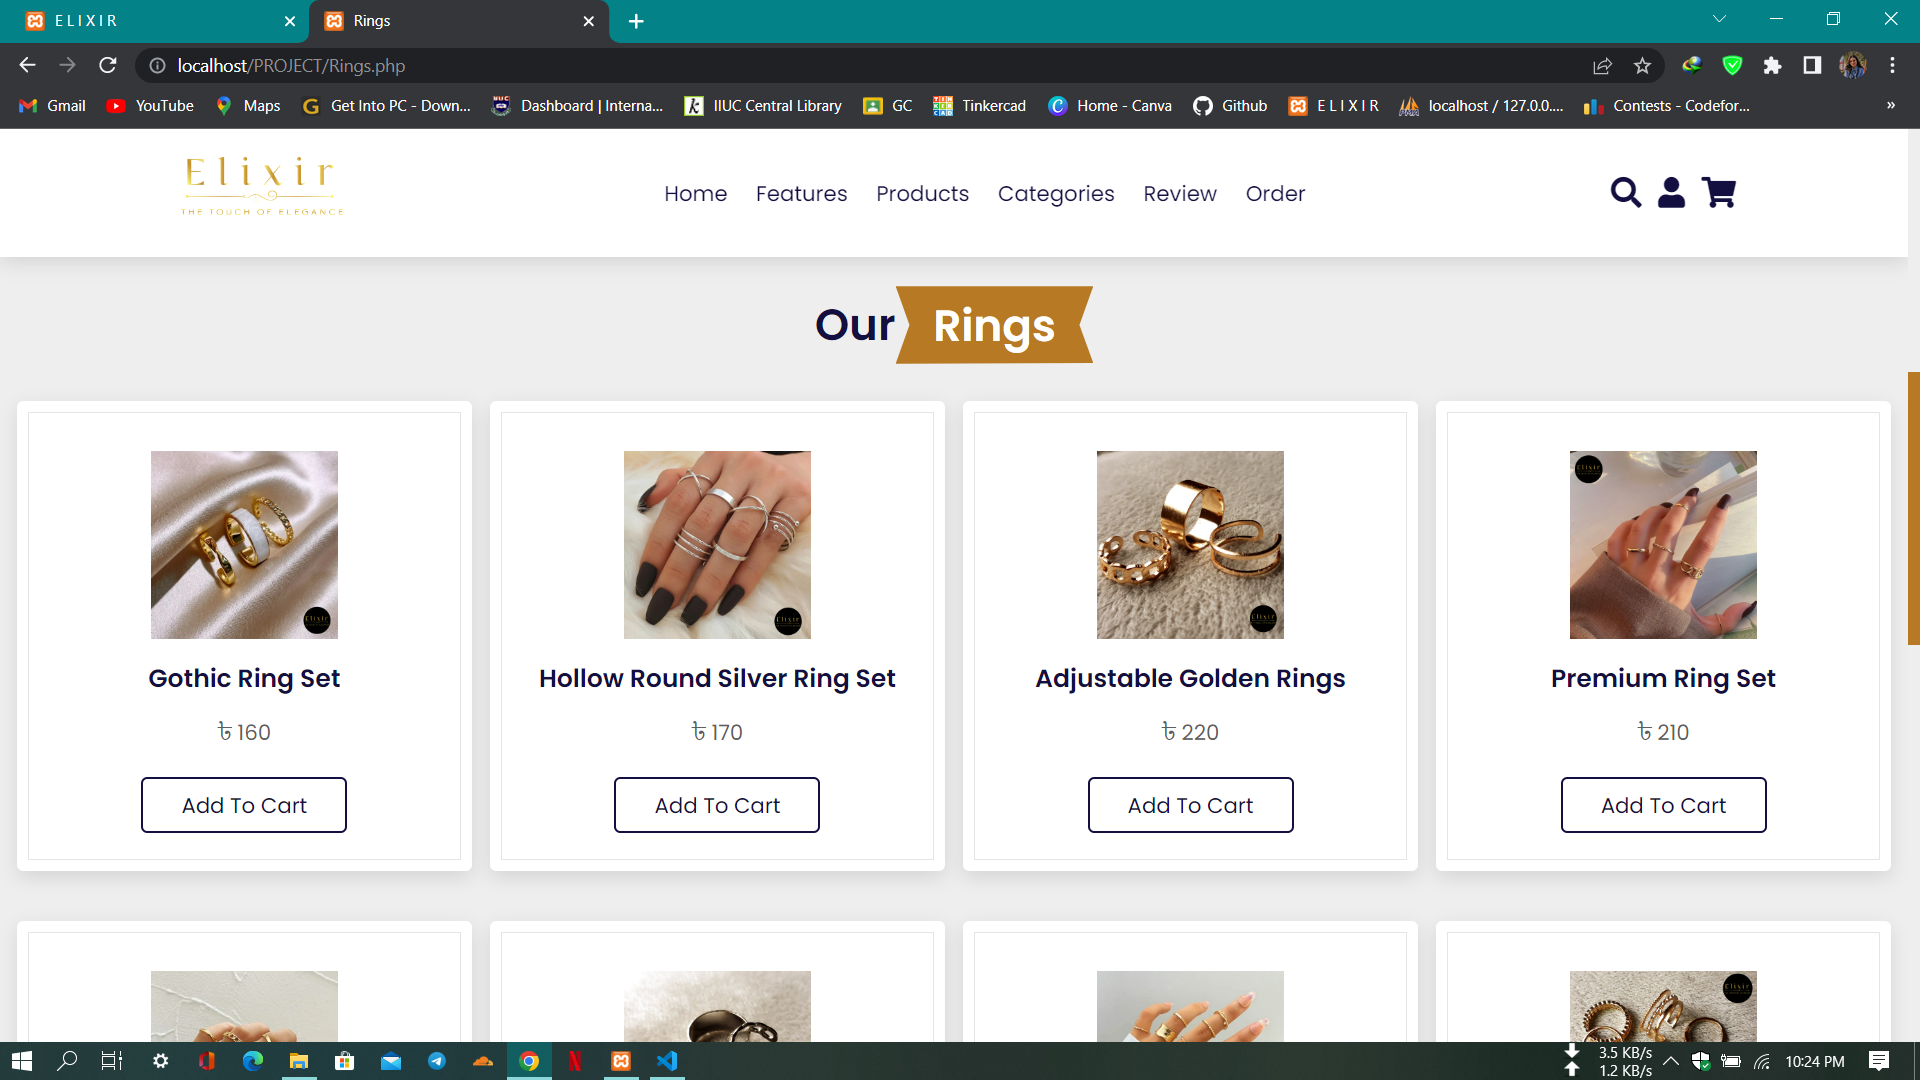 E L I X I R
Rings
localhost/PROJECT/Rings.php
Gmail
YouTube
Maps
Get Into PC - Down...
Dashboard | Interna...
IIUC Central Library
GC
Tinkercad
Home - Canva
Github
E L I X I R
localhost / 127.0.0....
Contests - Codefor...
»
Elixir
THE TOUCH OF ELEGANCE
Home
Features
Products
Categories
Review
Order
Our Rings
Gothic Ring Set
৳ 160
Add To Cart
Hollow Round Silver Ring Set
৳ 170
Add To Cart
Adjustable Golden Rings
৳ 220
Add To Cart
Premium Ring Set
৳ 210
Add To Cart
3.5 KB/s
1.2 KB/s
10:24 PM